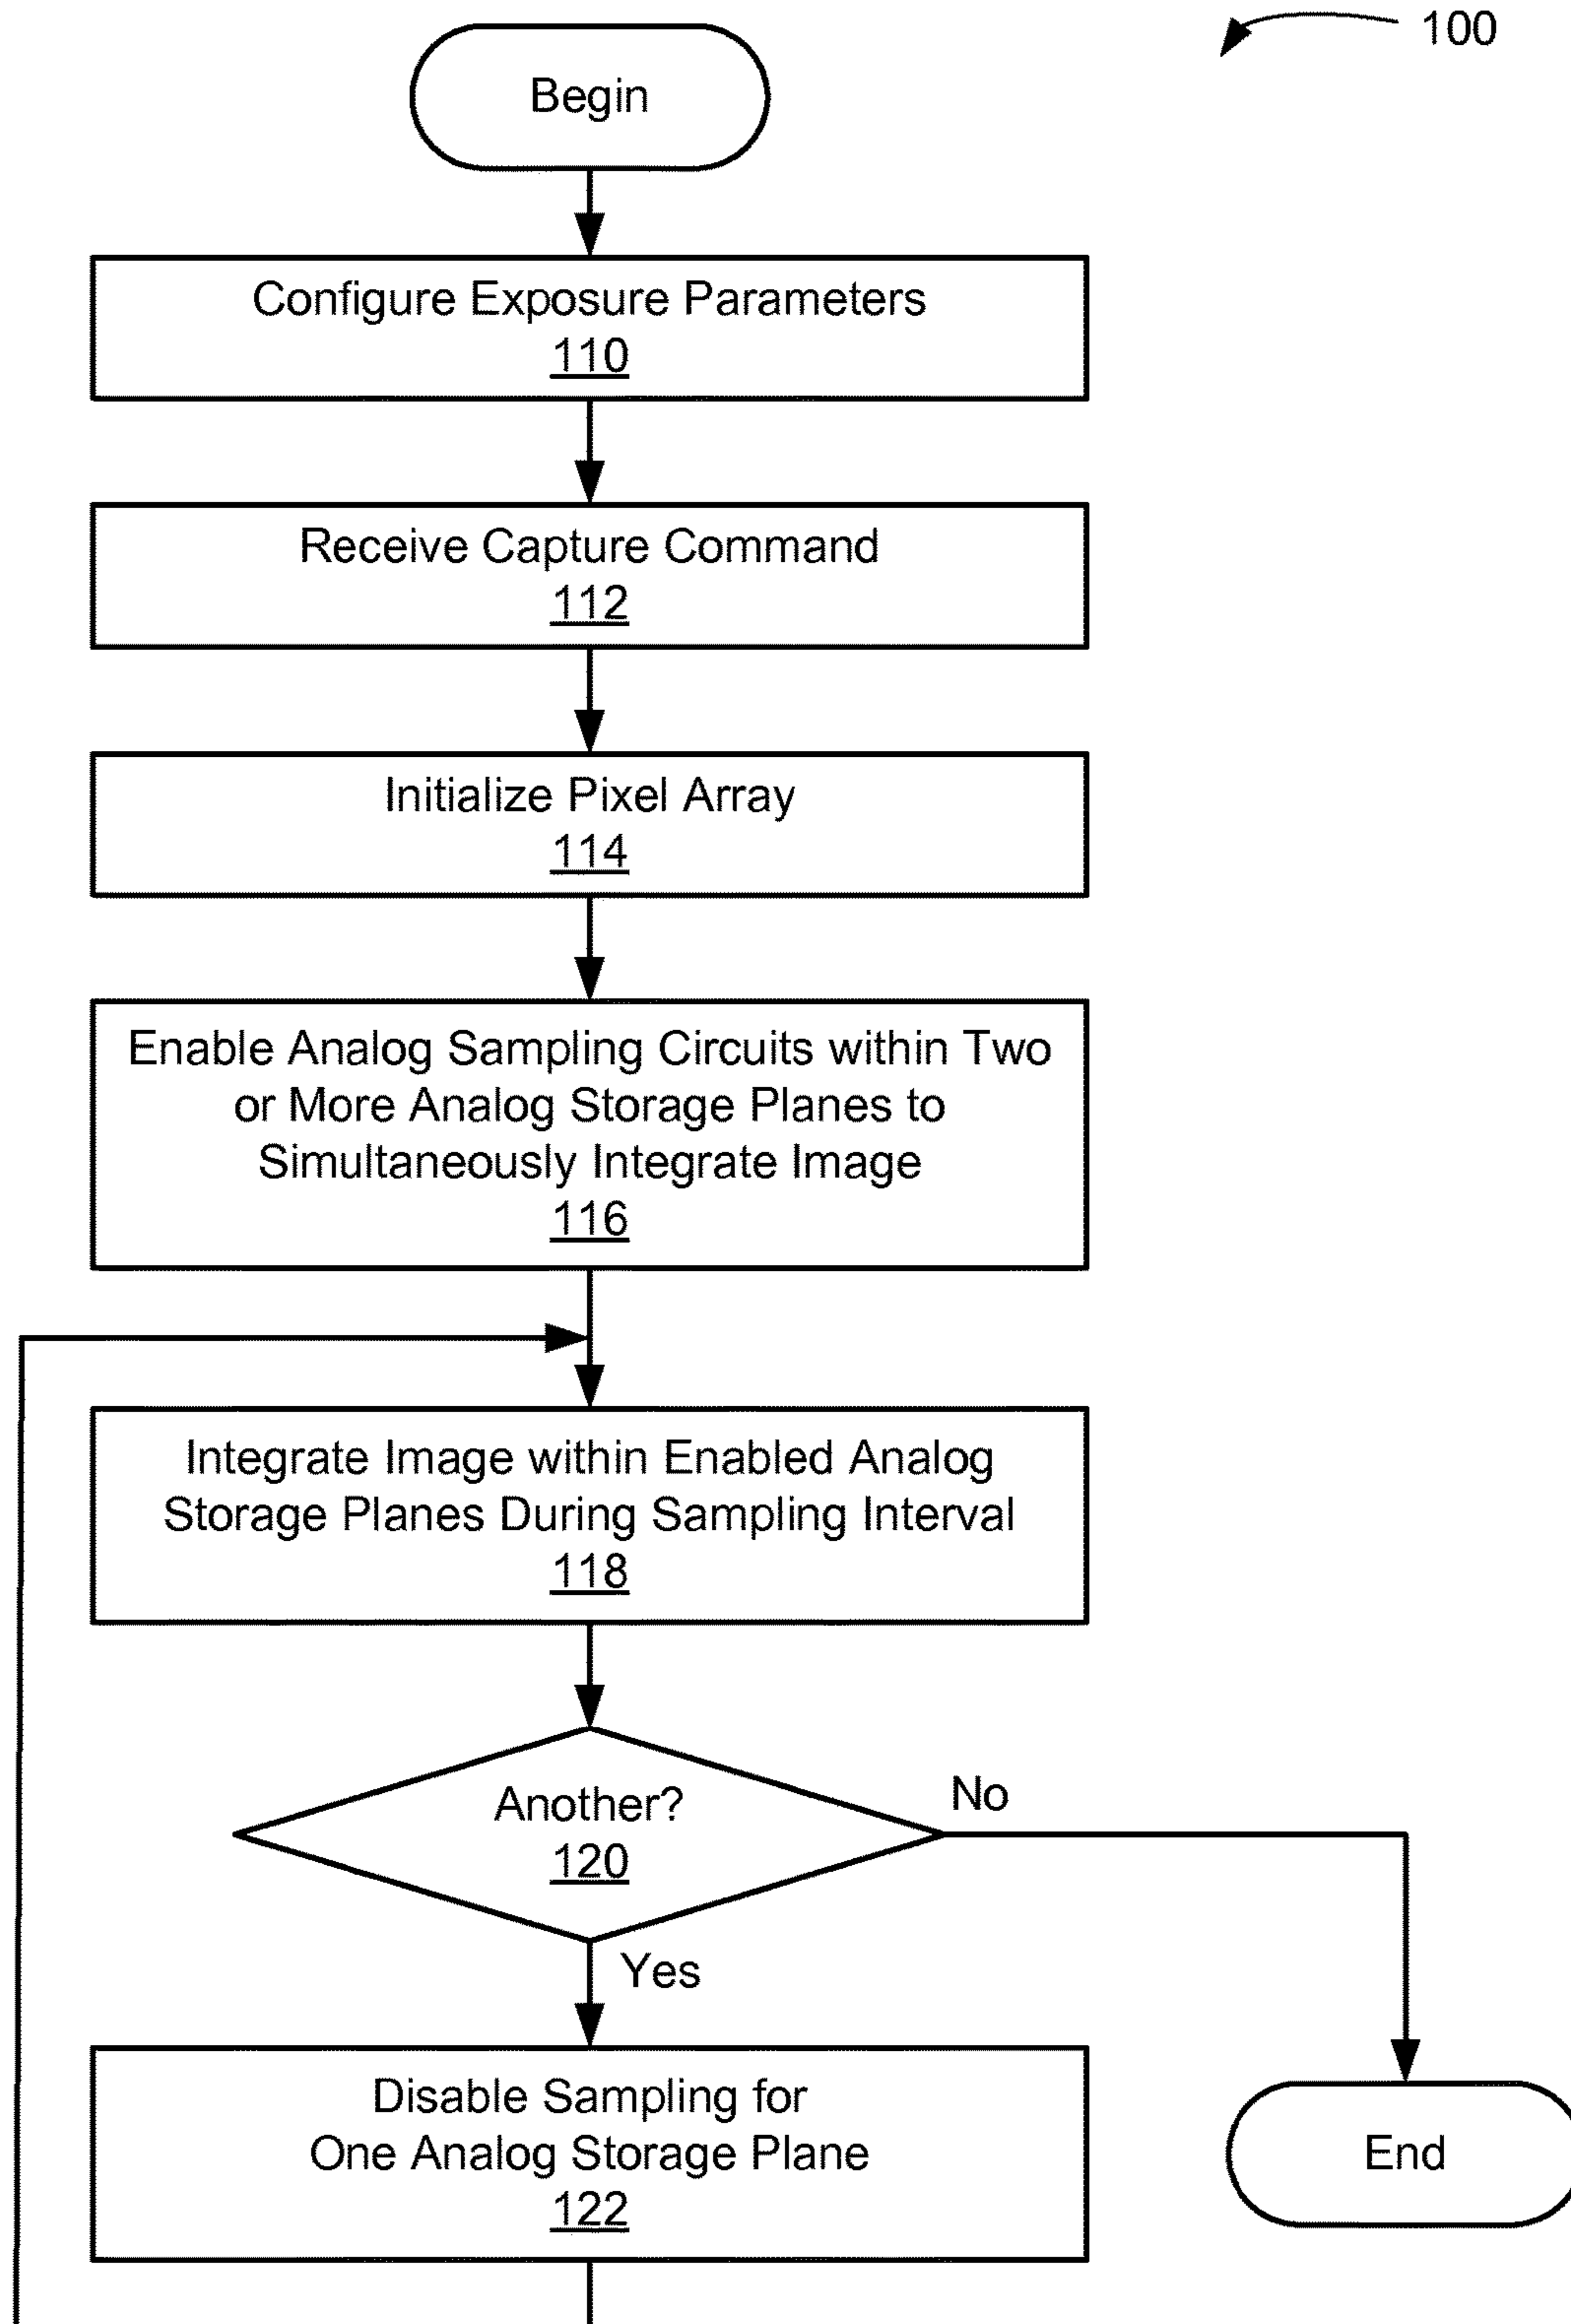 100
Begin
Configure Exposure Parameters
110
Receive Capture Command
112
Initialize Pixel Array
114
Enable Analog Sampling Circuits within Two
or More Analog Storage Planes to
Simultaneously Integrate Image
116
Integrate Image within Enabled Analog
Storage Planes During Sampling Interval
118
Another?
120
No
Yes
Disable Sampling for
One Analog Storage Plane
122
End